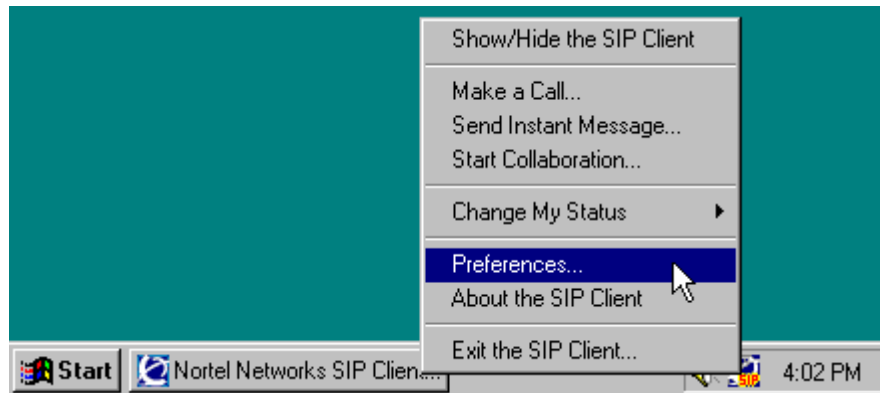 Show/Hide the SIP Client
Make a Call...
Send Instant Message...
Start Collaboration...
Change My Status
Preferences...
About the SIP Client
Exit the SIP Client...
Start
Nortel Networks SIP Clien...
SIP
4:02 PM